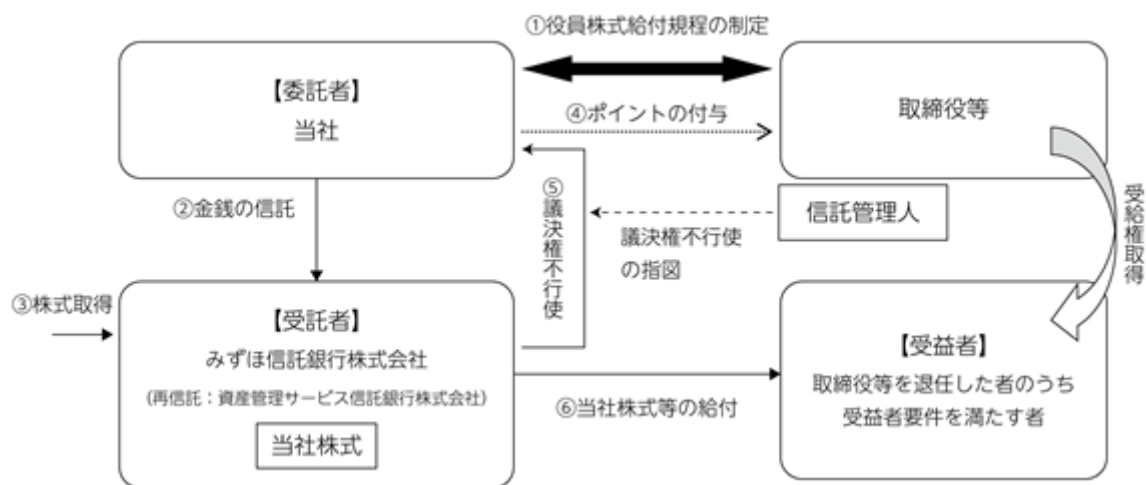 ①役員株式給付規程の制定
【委託者】
当社
④ポイントの付与
取締役等
②金銭の信託
⑤議決権不行使
信託管理人
議決権不行使
の指図
受給権取得
③株式取得
【受託者】
みずほ信託銀行株式会社
(再信託:資産管理サービス信託銀行株式会社)
当社株式
⑥当社株式等の給付
【受益者】
取締役等を退任した者のうち
受益者要件を満たす者